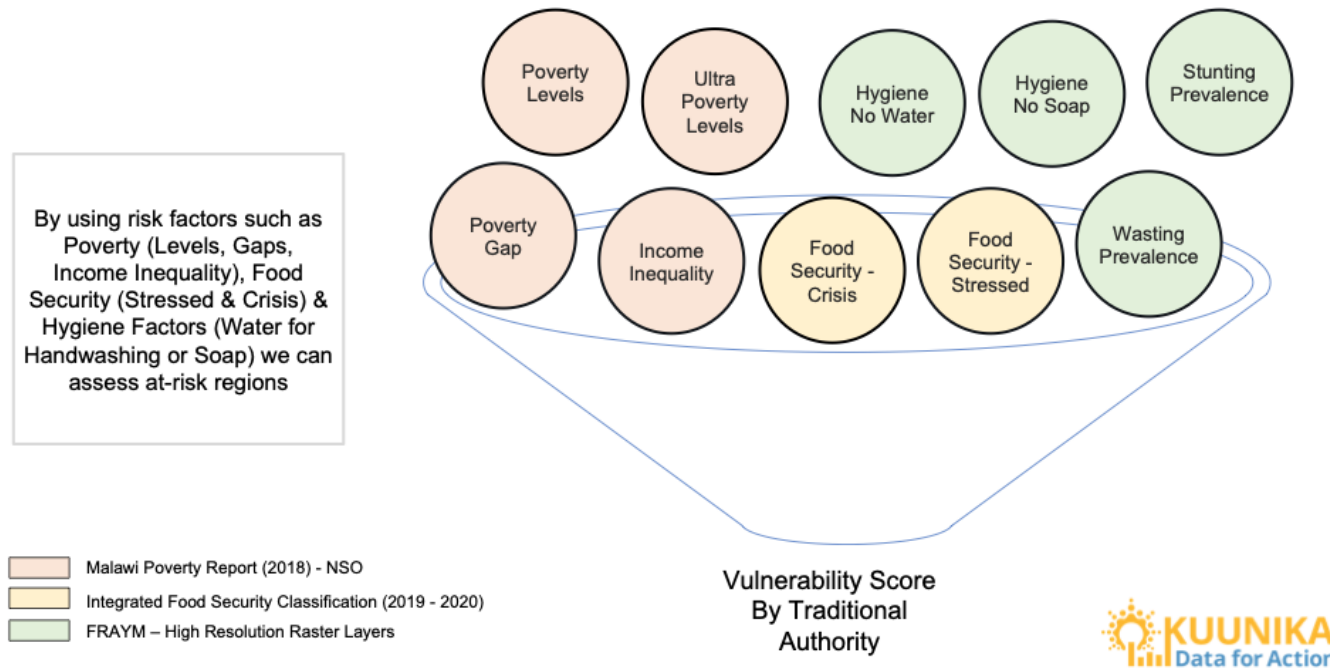 Poverty
Levels
Ultra
Poverty
Levels
Hygiene
No Water
Hygiene
No Soap
Stunting
Prevalence
By using risk factors such as
Poverty (Levels, Gaps,
Income Inequality), Food
Security (Stressed & Crisis) &
Hygiene Factors (Water for
Handwashing or Soap) we can
assess at-risk regions
Poverty
Gap
Income
Inequality
Food
Security -
Crisis
Food
Security -
Stressed
Wasting
Prevalence
Malawi Poverty Report (2018) - NSO
Integrated Food Security Classification (2019 - 2020)
FRAYM – High Resolution Raster Layers
Vulnerability Score
By Traditional
Authority
KUUNIKA
Data for Action